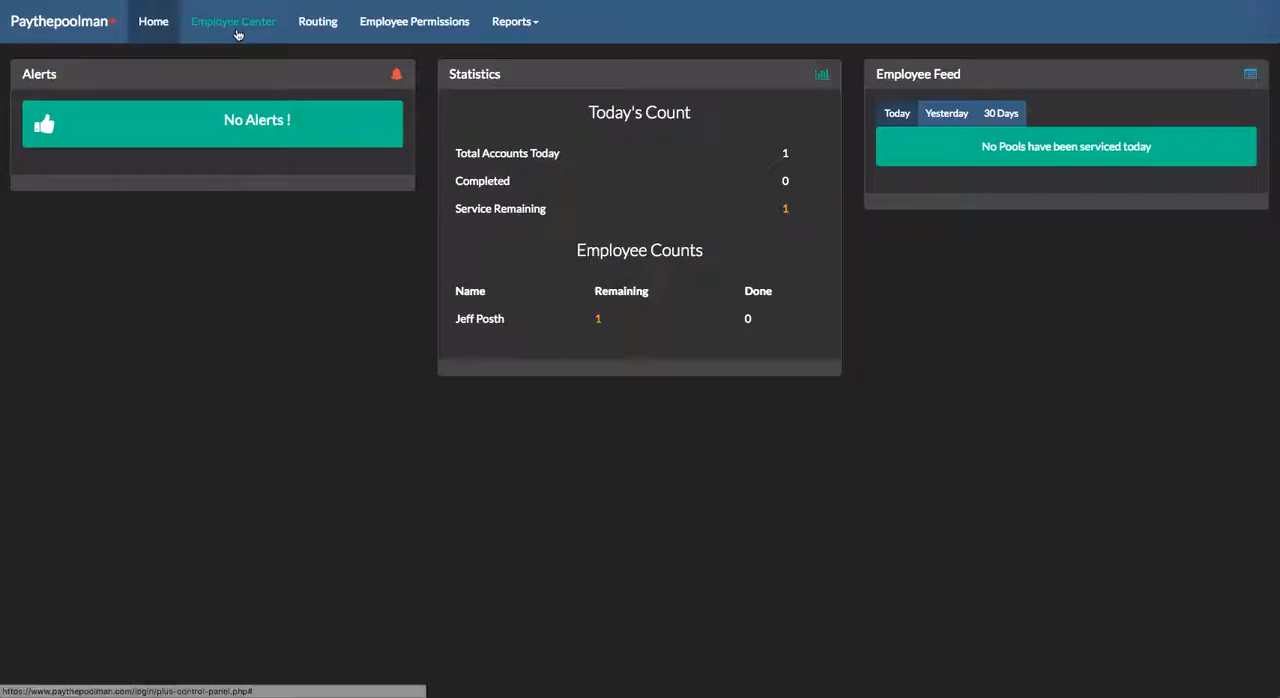 Paythepoolman+ Home Employee Center Routing Employee Permissions Reports
Alerts
No Alerts !
Statistics
Today's Count
Total Accounts Today 1
Completed 0
Service Remaining 1
Employee Counts
Name Remaining Done
Jeff Posth 1 0
Employee Feed
Today Yesterday 30 Days
No Pools have been serviced today
https://www.paythepoolman.com/login/plus-control-panel.php#